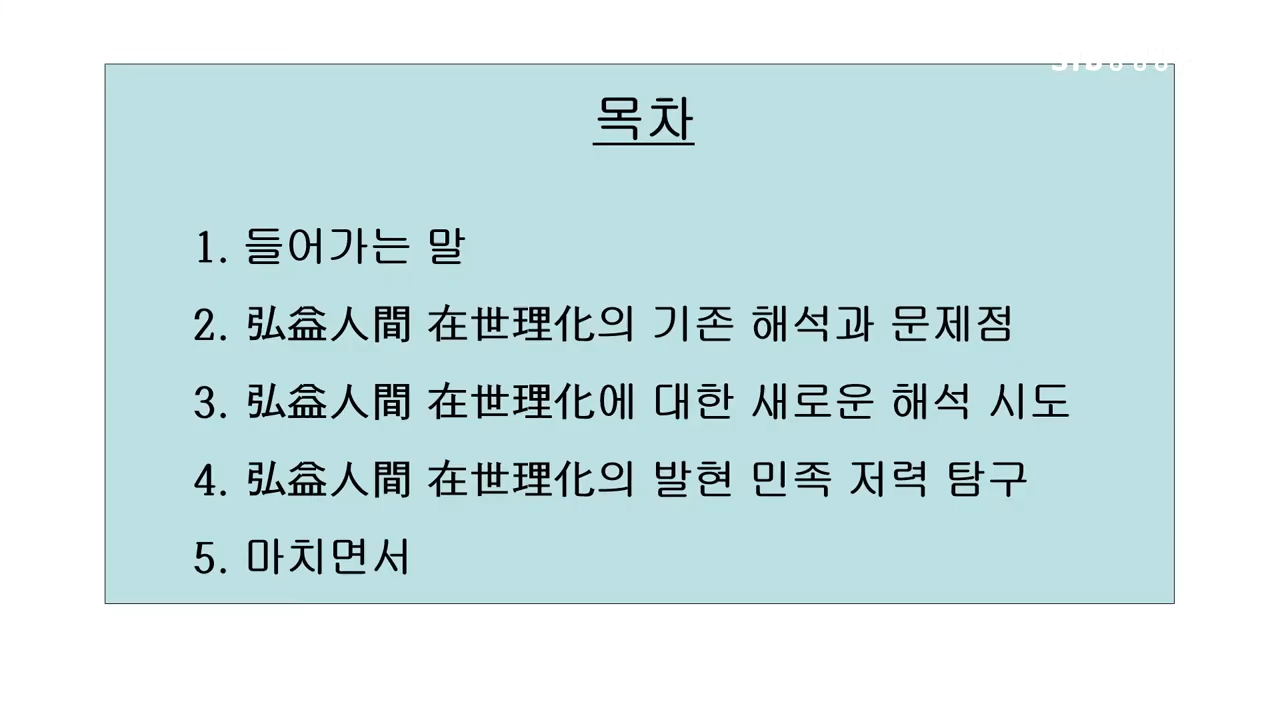 목차
1. 들어가는 말
2. 弘益人間 在世理化의 기존 해석과 문제점
3. 弘益人間 在世理化에 대한 새로운 해석 시도
4. 弘益人間 在世理化의 발현 민족 저력 탐구
5. 마치면서